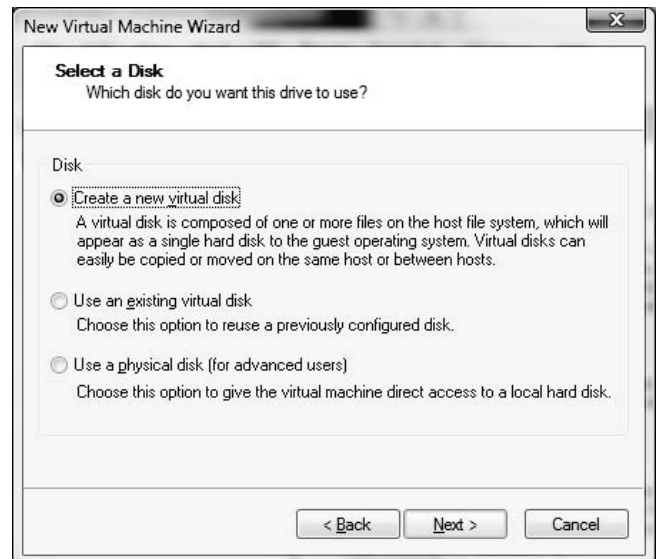 New Virtual Machine Wizard
Select a Disk
Which disk do you want this drive to use?
Disk
Create a new virtual disk
A virtual disk is composed of one or more files on the host file system, which will
appear as a single hard disk to the guest operating system. Virtual disks can
easily be copied or moved on the same host or between hosts.
Use an existing virtual disk
Choose this option to reuse a previously configured disk.
Use a physical disk (for advanced users)
Choose this option to give the virtual machine direct access to a local hard disk.
< Back Next > Cancel